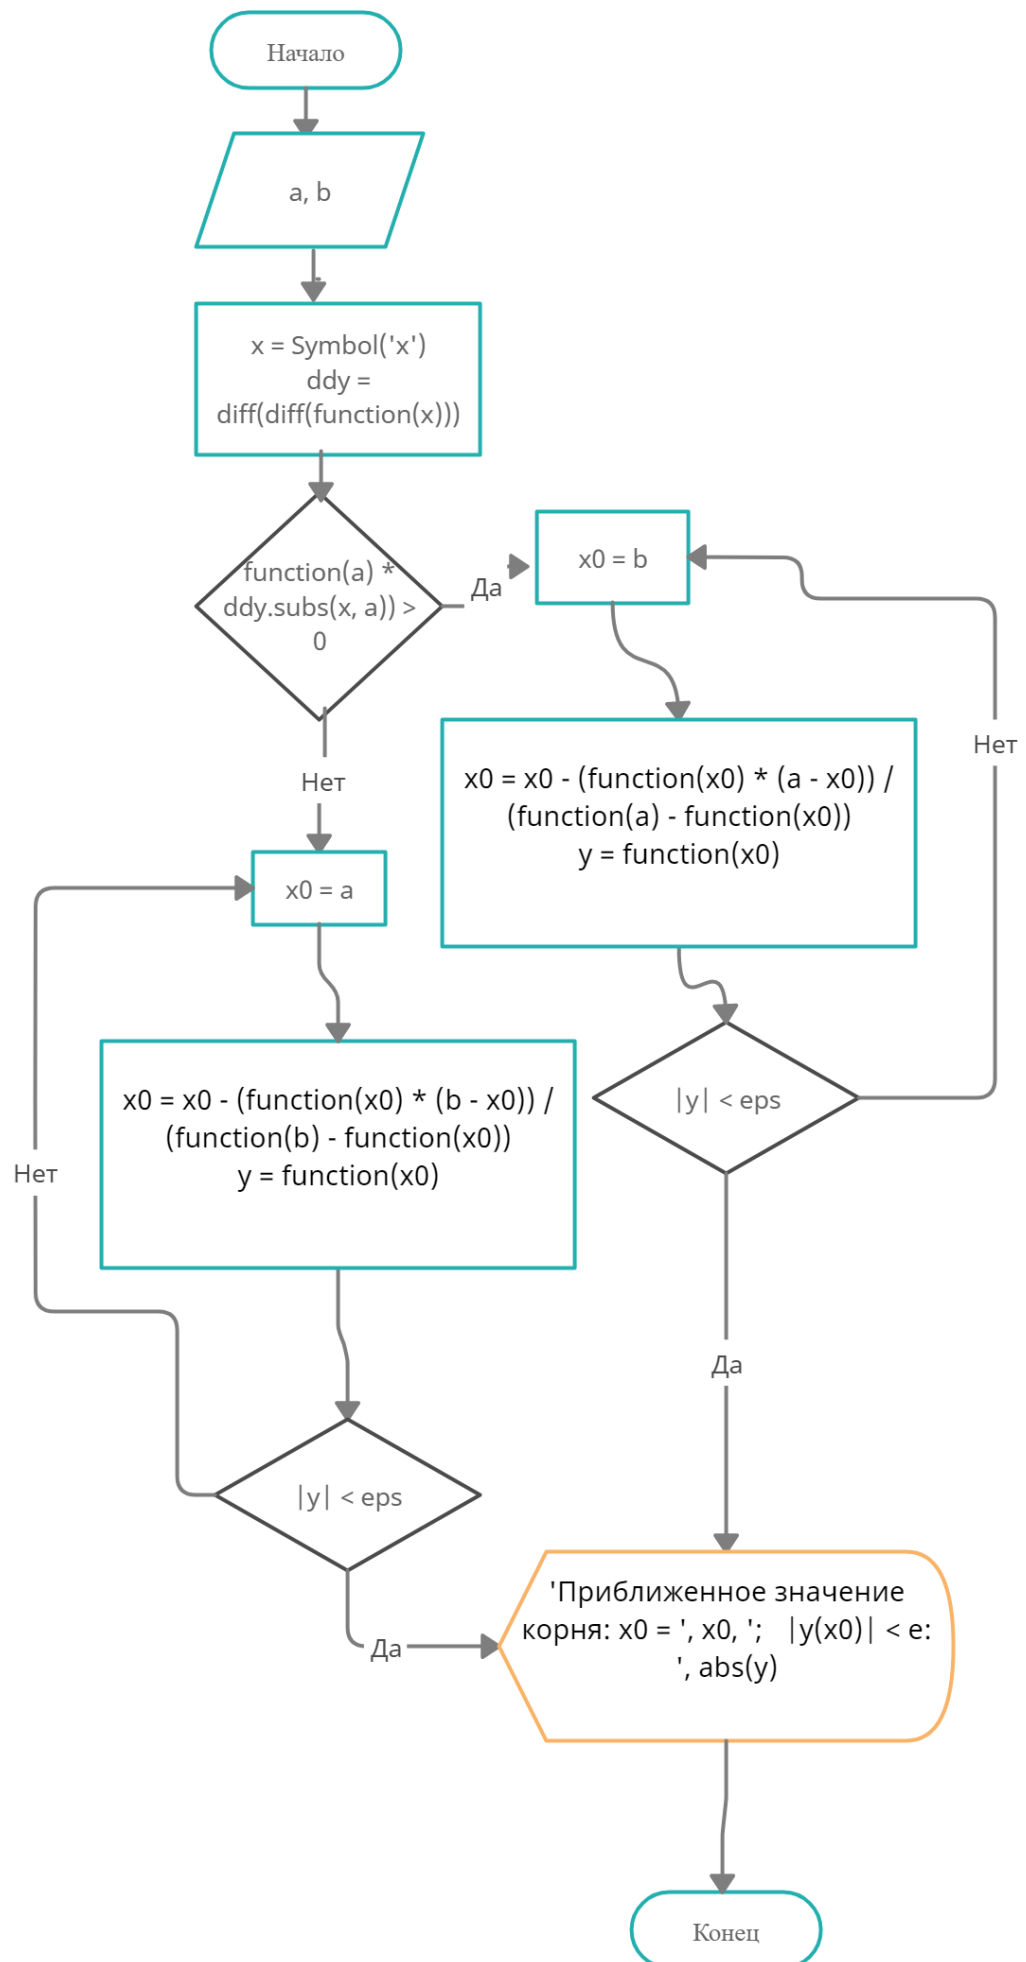 Начало
a, b
x = Symbol('x')
ddy =
diff(diff(function(x)))
function(a) *
ddy.subs(x, a)) >
0
Да
x0 = b
Нет
x0 = x0 - (function(x0) * (a - x0)) /
(function(a) - function(x0))
y = function(x0)
Нет
x0 = a
|y| < eps
x0 = x0 - (function(x0) * (b - x0)) /
(function(b) - function(x0))
y = function(x0)
Нет
Да
|y| < eps
Да
'Приближенное значение
корня: x0 = ', x0, ';   |y(x0)| < e:
', abs(y)
Конец